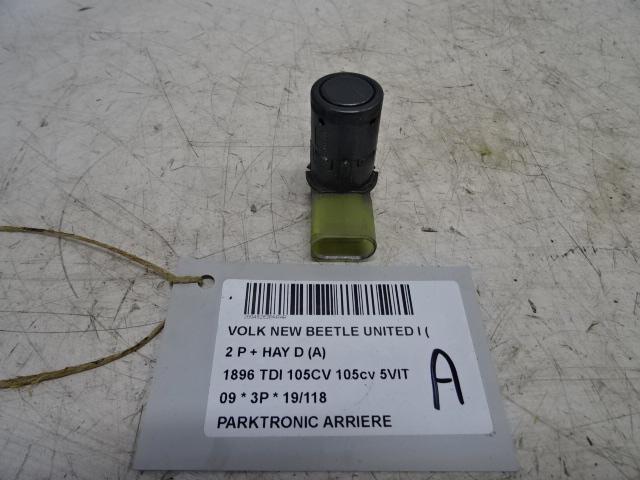 VOLK NEW BEETLE UNITED I (
2 P + HAY D (A)
1896 TDI 105CV 105cv 5VIT
09 * 3P * 19/118
PARKTRONIC ARRIERE
A